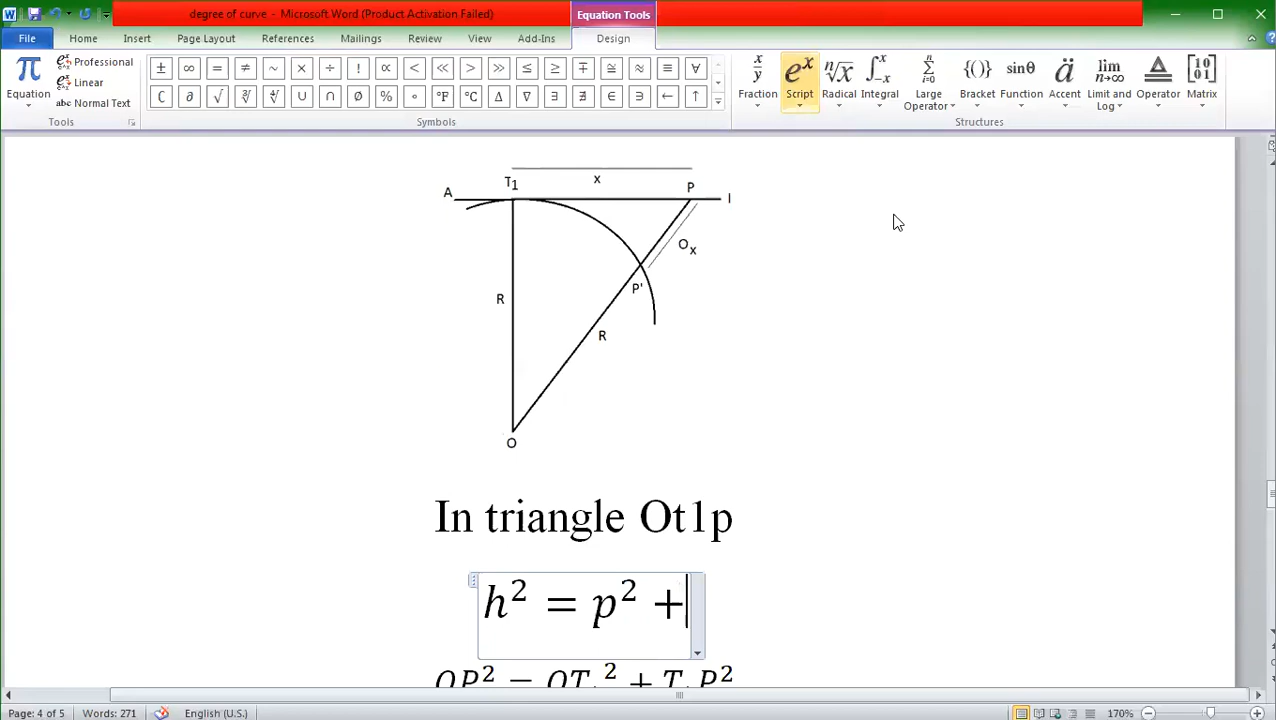 degree of curve - Microsoft Word (Product Activation Failed)
Equation Tools
File Home Insert Page Layout References Mailings Review View Add-Ins Design
π Equation
Professional
Linear
abc Normal Text
Tools
± ∞ = ≠ ~ × ÷ ! ∝ < ≪ > ≫ ≤ ≥ ∓ ≅ ≈ ≡ ∀
∁ ∂ √ ∛ ∜ ∪ ∩ ∅ % ° °F °C ∆ ∇ ∃ ∄ ∈ ∋ ← ↑
Symbols
Fraction Script Radical Integral Large Operator Bracket Function Accent Limit and Log Operator Matrix
Structures
x
A T1 P I
Ox
P'
R
R
O
In triangle Ot1p
h² = p² +
Page: 4 of 5 Words: 271 English (U.S.) 170%